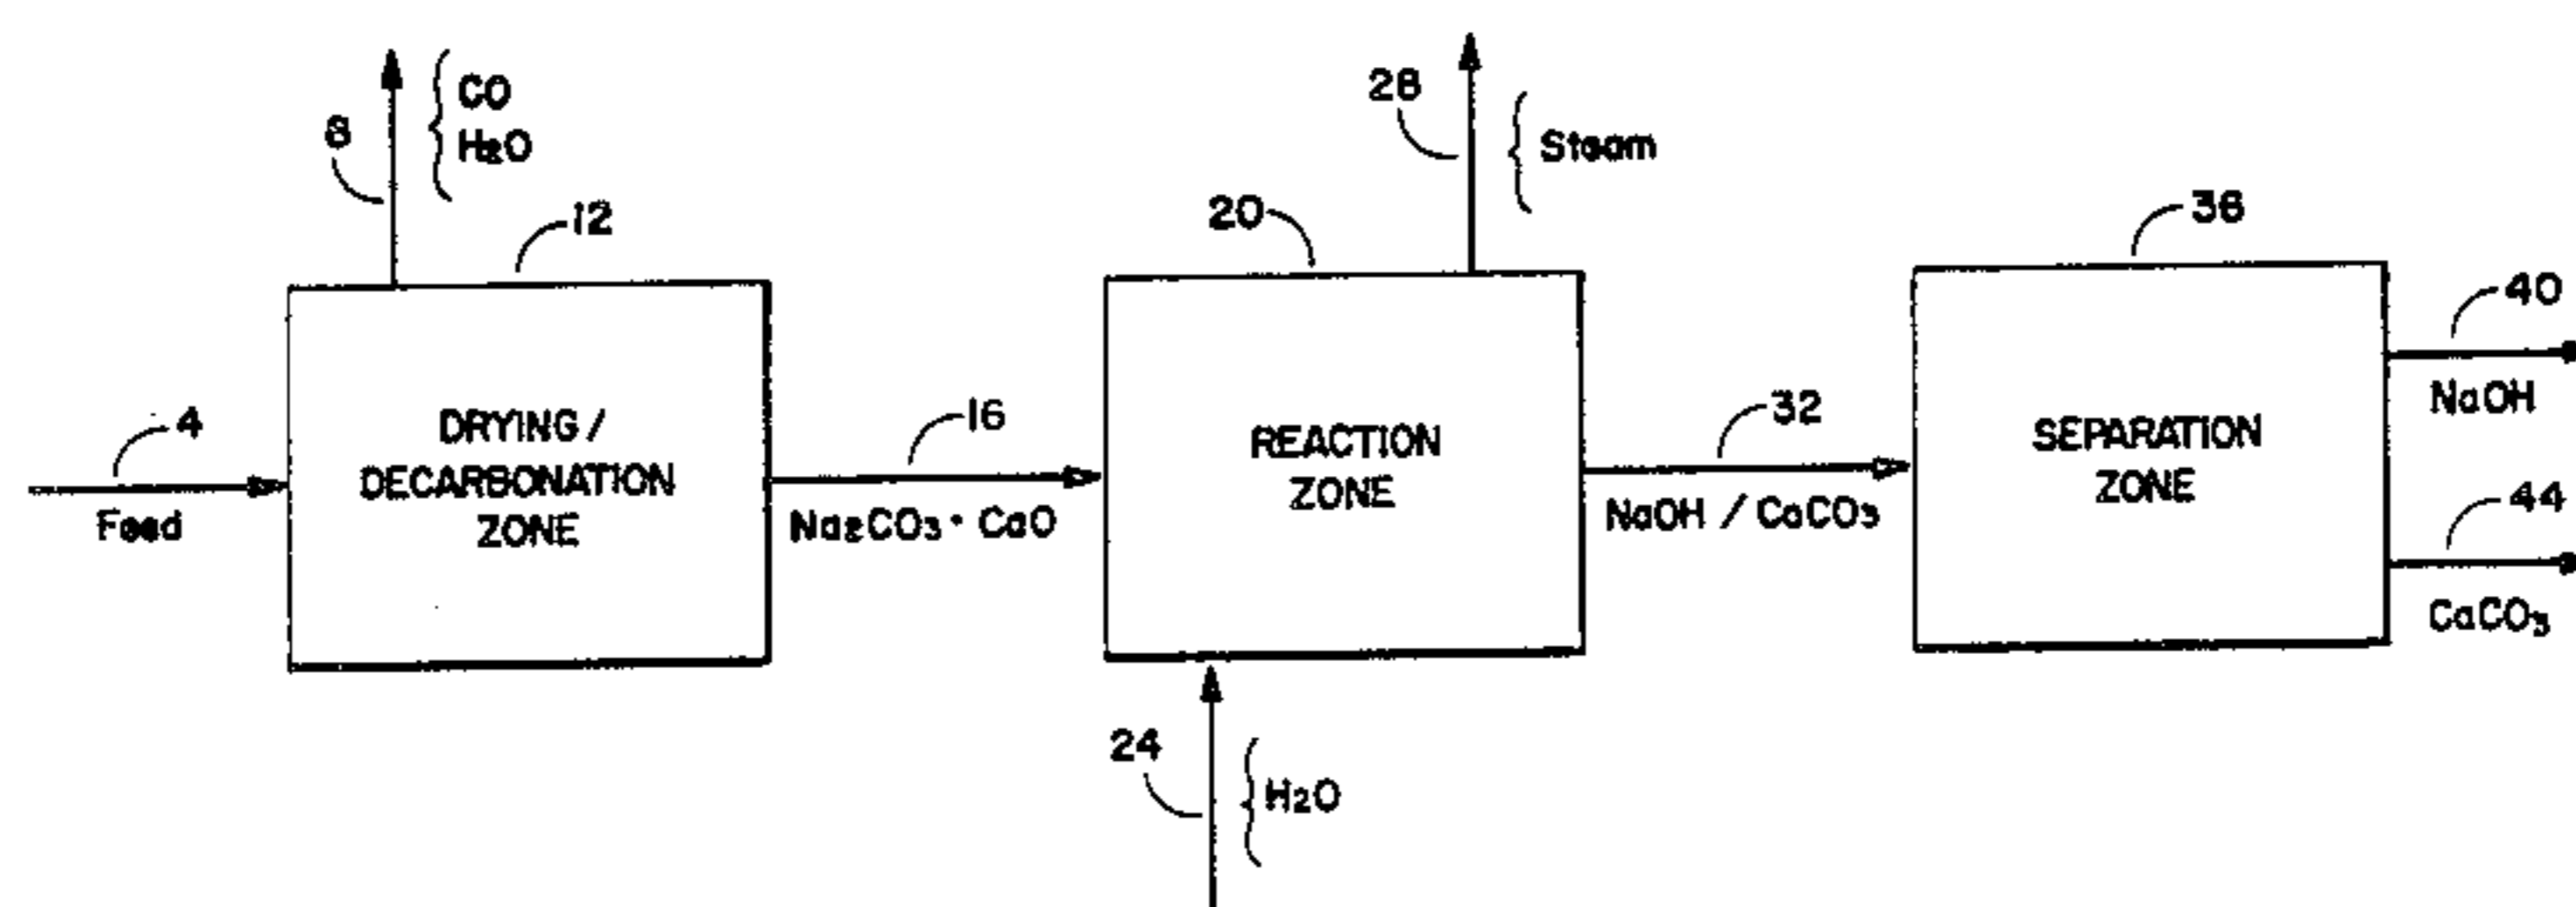 CO
H2O
8
12
4
Feed
DRYING /
DECARBONATION
ZONE
16
Na2CO3 • CaO
28
Steam
20
REACTION
ZONE
24
H2O
32
NaOH / CaCO3
36
SEPARATION
ZONE
40
NaOH
44
CaCO3